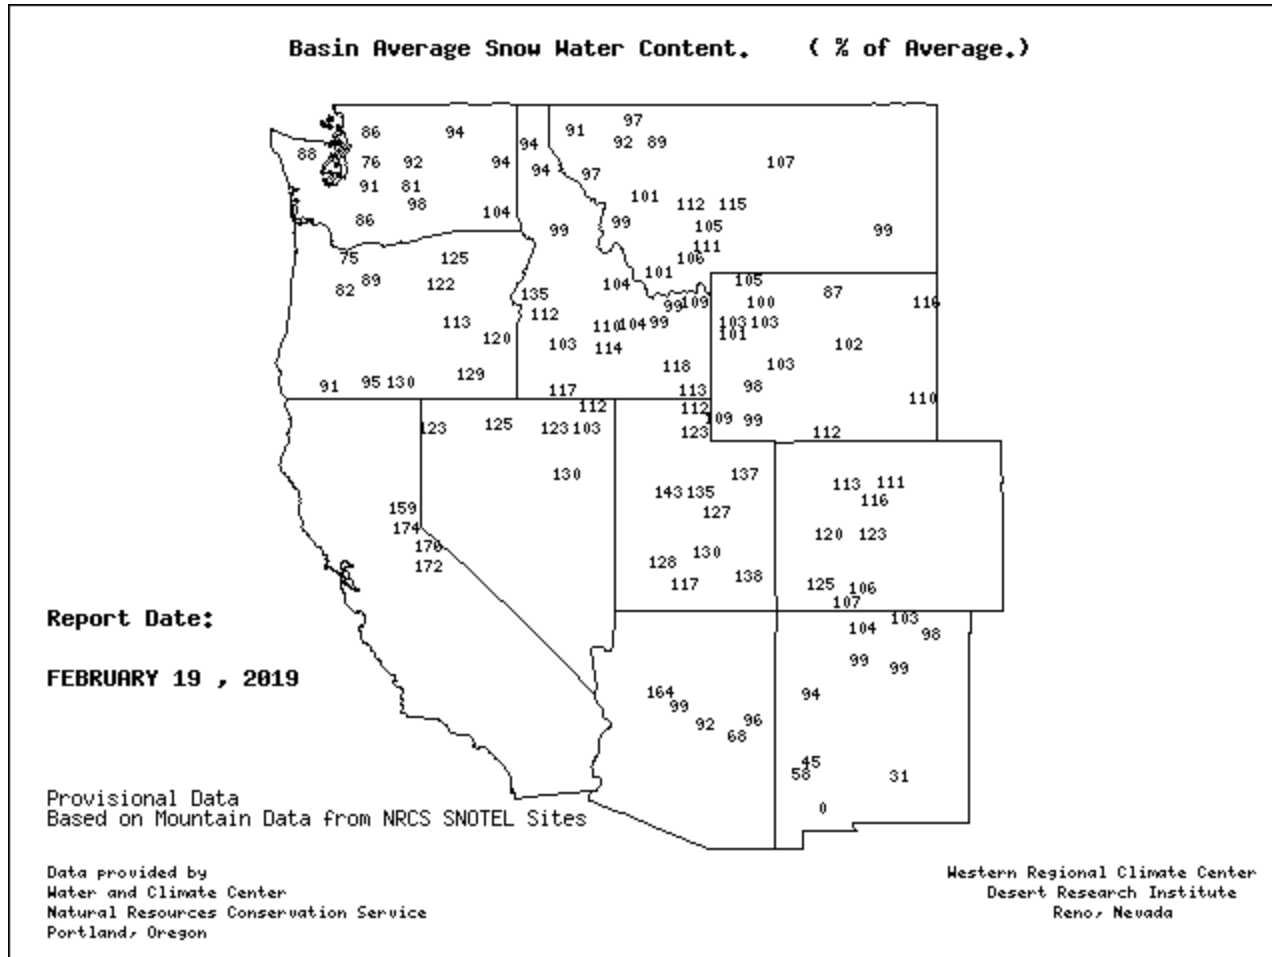 Basin Average Snow Water Content. ( % of Average.)
97
86 94 91
94 92 89
88
76 92 94 94 97 107
91 81
98 101 112 115
86 104 99 99 105 99
111
75 125 106
101
89 122 104 105
82 135 99 109 100 87 116
112
113 110 104 99 103 103
101
120 103 114 102
118 103
129
91 95 130 117 113 98
110
112 112
123 125 123 103 123 109 99 112
130 137
143 135 113 111
116
159 127
174 120 123
170 130
172 128
117 138 125 106
107
Report Date: 104 103
98
99 99
FEBRUARY 19 , 2019
164 94
99
92 68 96
45
58 31
Provisional Data 0
Based on Mountain Data from NRCS SNOTEL Sites
Data provided by
Water and Climate Center
Natural Resources Conservation Service
Portland, Oregon
Western Regional Climate Center
Desert Research Institute
Reno, Nevada